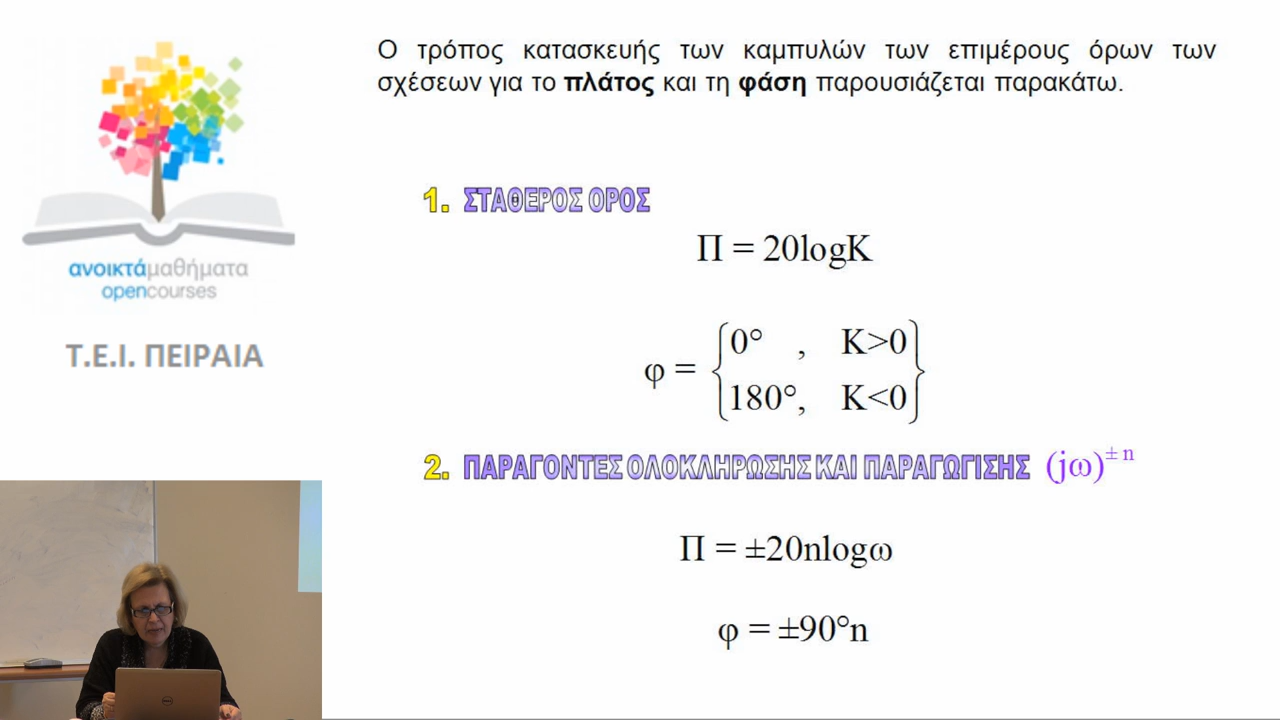 Ο τρόπος κατασκευής των καμπυλών των επιμέρους όρων των
σχέσεων για το πλάτος και τη φάση παρουσιάζεται παρακάτω.
1. ΣΤΑΘΕΡΟΣ ΟΡΟΣ
Π = 20logK
φ = { 0° , K>0
180°, K<0 }
2. ΠΑΡΑΓΟΝΤΕΣ ΟΛΟΚΛΗΡΩΣΗΣ ΚΑΙ ΠΑΡΑΓΩΓΙΣΗΣ (jω)^± n
Π = ±20nlogω
φ = ±90°n
ανοικτάμαθήματα
opencourses
Τ.Ε.Ι. ΠΕΙΡΑΙΑ
DELL